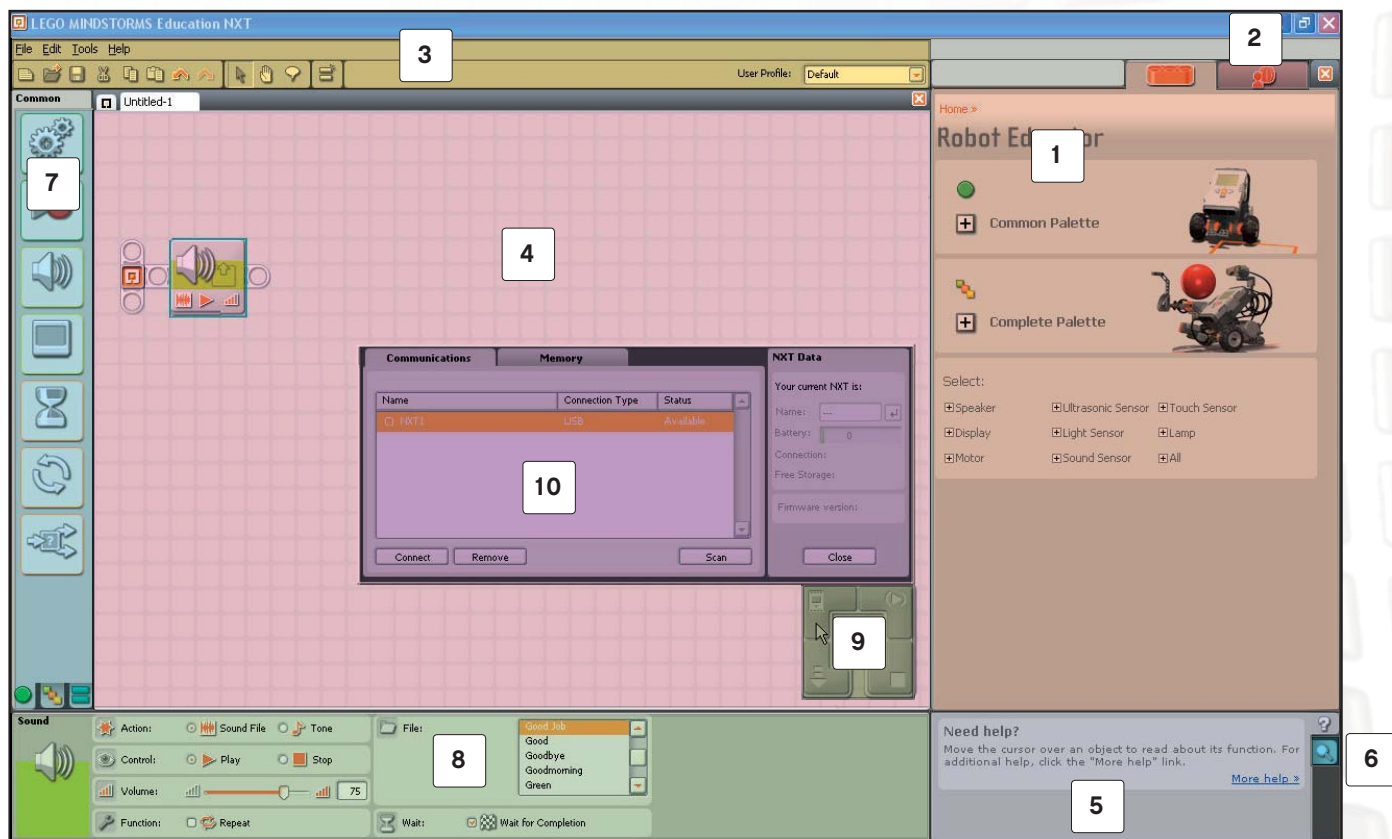 LEGO MINDSTORMS Education NXT
File Edit Tools Help
3
2
User Profile: Default
Common
Untitled-1
Home »
Robot Ed or
1
7
Common Palette
4
Complete Palette
Communications
Memory
NXT Data
Your current NXT is:
Name
Connection Type
Status
Name: ---
NXT1
USB
Available
Battery: 0
Connection:
Free Storage:
10
Firmware version:
Connect
Remove
Scan
Close
Select:
Speaker
Ultrasonic Sensor
Touch Sensor
Display
Light Sensor
Lamp
Motor
Sound Sensor
All
9
Sound
Action:
Sound File
Tone
File:
Good Job
Good
Goodbye
Goodmorning
Green
Control:
Play
Stop
8
Volume:
75
Function:
Repeat
Wait:
Wait for Completion
Need help?
Move the cursor over an object to read about its function. For
additional help, click the "More help" link.
More help »
5
6